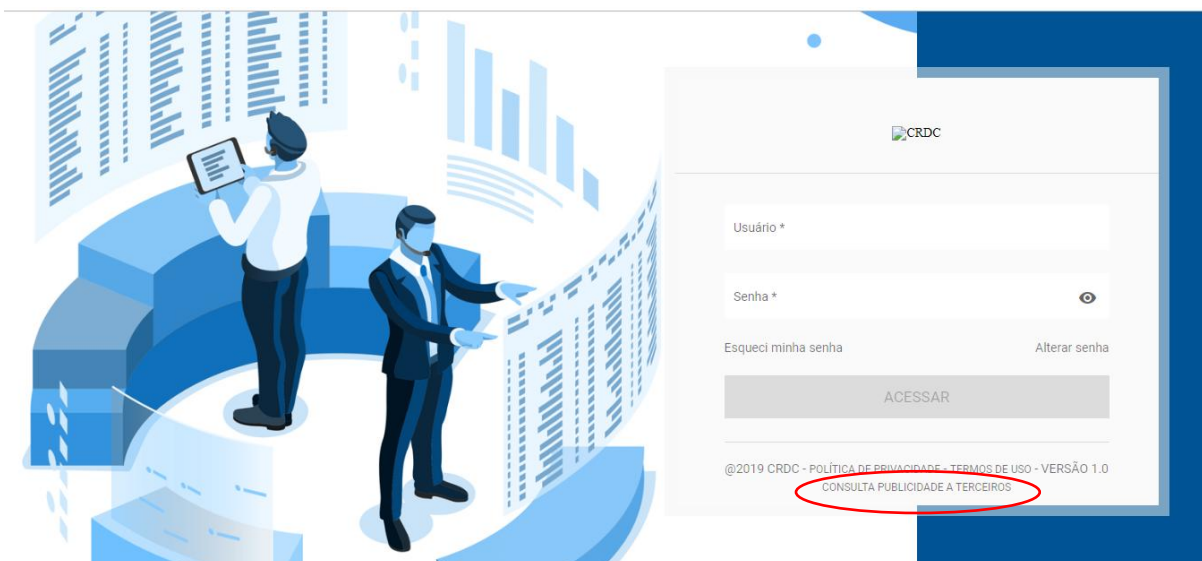 CRDC
Usuário *
Senha *
Esqueci minha senha
Alterar senha
ACESSAR
@2019 CRDC - POLÍTICA DE PRIVACIDADE - TERMOS DE USO - VERSÃO 1.0
CONSULTA PUBLICIDADE A TERCEIROS